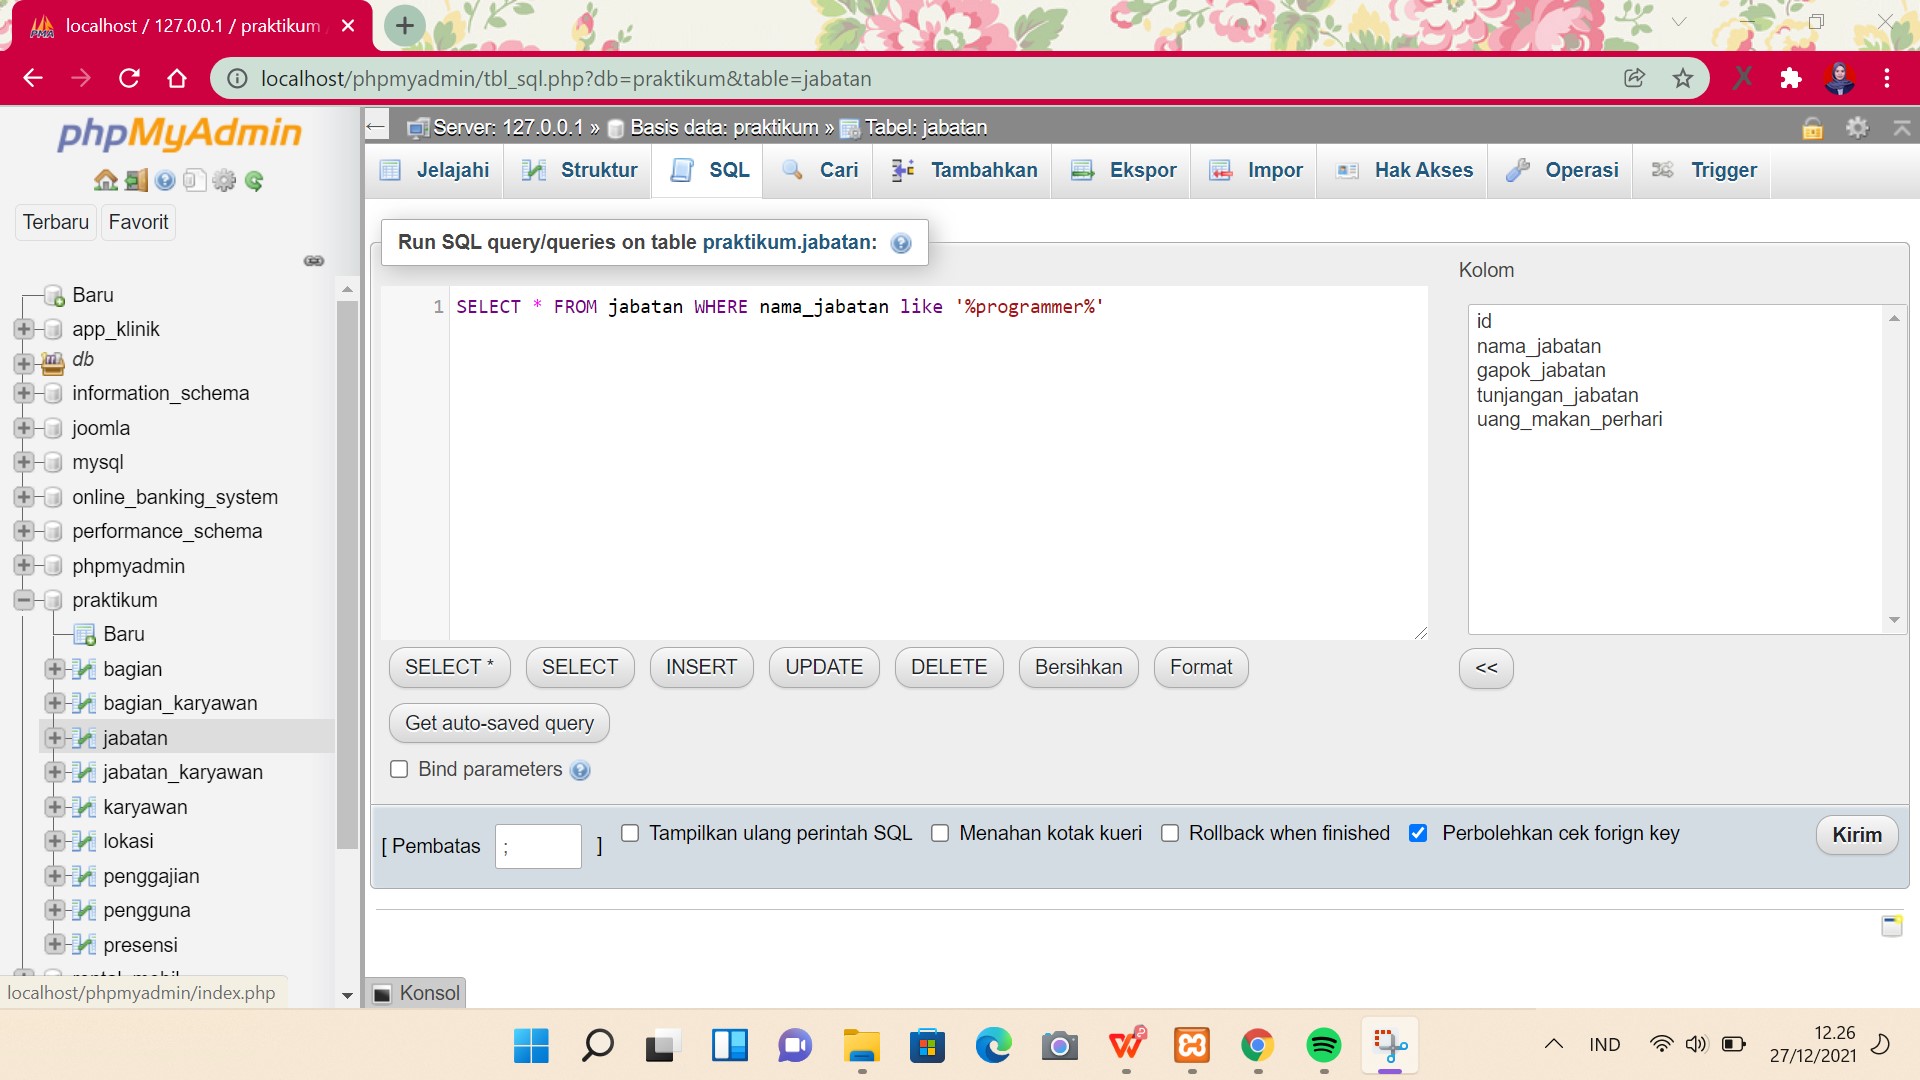 localhost / 127.0.0.1 / praktikum
localhost/phpmyadmin/tbl_sql.php?db=praktikum&table=jabatan
phpMyAdmin
Terbaru Favorit
Baru
app_klinik
db
information_schema
joomla
mysql
online_banking_system
performance_schema
phpmyadmin
praktikum
Baru
bagian
bagian_karyawan
jabatan
jabatan_karyawan
karyawan
lokasi
penggajian
pengguna
presensi
localhost/phpmyadmin/index.php
Server: 127.0.0.1 » Basis data: praktikum » Tabel: jabatan
Jelajahi Struktur SQL Cari Tambahkan Ekspor Impor Hak Akses Operasi Trigger
Run SQL query/queries on table praktikum.jabatan:
1 SELECT * FROM jabatan WHERE nama_jabatan like '%programmer%'
Kolom
id
nama_jabatan
gapok_jabatan
tunjangan_jabatan
uang_makan_perhari
SELECT * SELECT INSERT UPDATE DELETE Bersihkan Format <<
Get auto-saved query
Bind parameters
[ Pembatas ; ] Tampilkan ulang perintah SQL Menahan kotak kueri Rollback when finished Perbolehkan cek forign key Kirim
Konsol
IND
12.26
27/12/2021